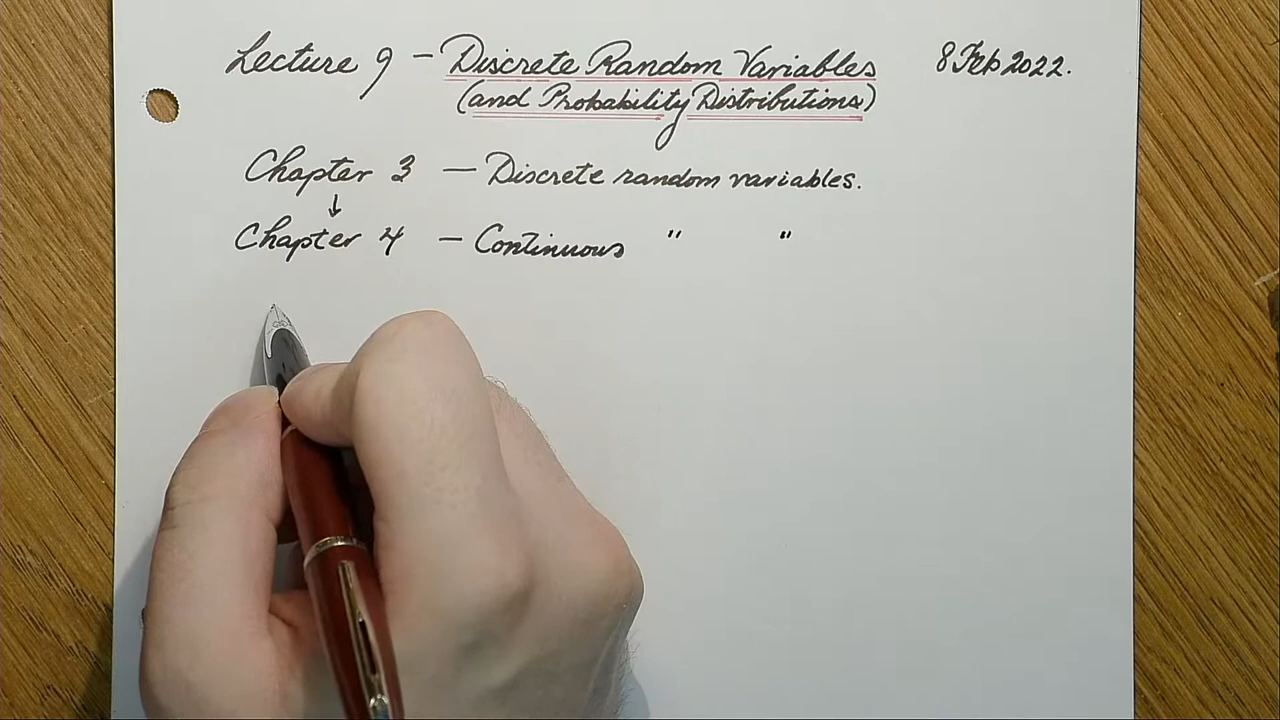 Lecture 9 – Discrete Random Variables 8 Feb 2022.
(and Probability Distributions)
Chapter 3 — Discrete random variables.
↓
Chapter 4 — Continuous " "